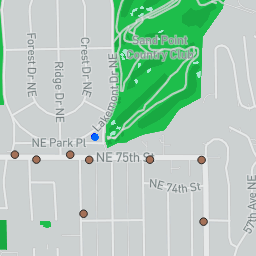 Sand Point
Country Club
Forest Dr NE
Ridge Dr NE
Crest Dr NE
Lakemont Dr NE
NE Park Pl
NE 75th St
NE 74th St
57th Ave NE